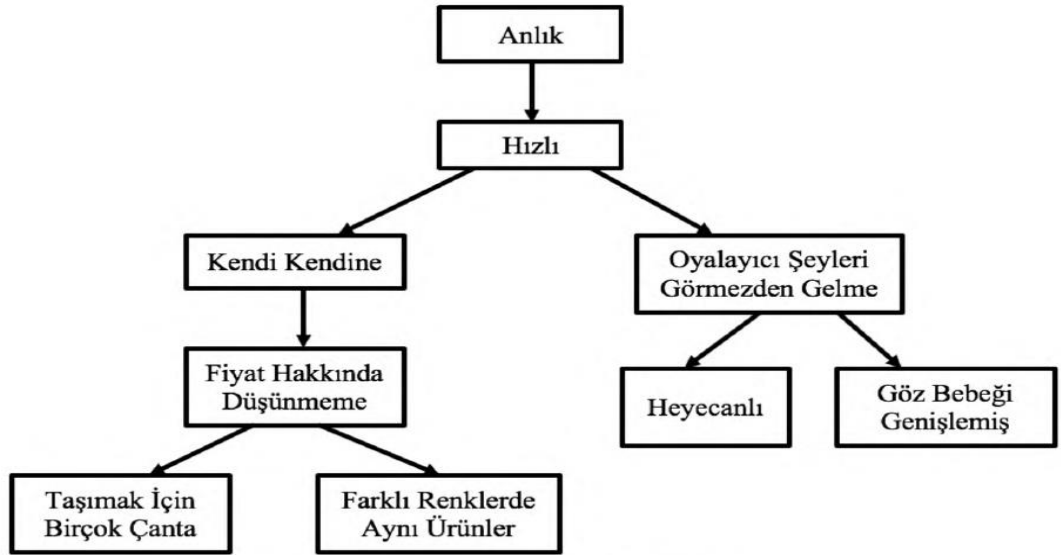 Anlık
Hızlı
Kendi Kendine
Oyalayıcı Şeyleri
Görmezden Gelme
Fiyat Hakkında
Düşünmeme
Heyecanlı
Göz Bebeği
Genişlemiş
Taşımak İçin
Birçok Çanta
Farklı Renklerde
Aynı Ürünler